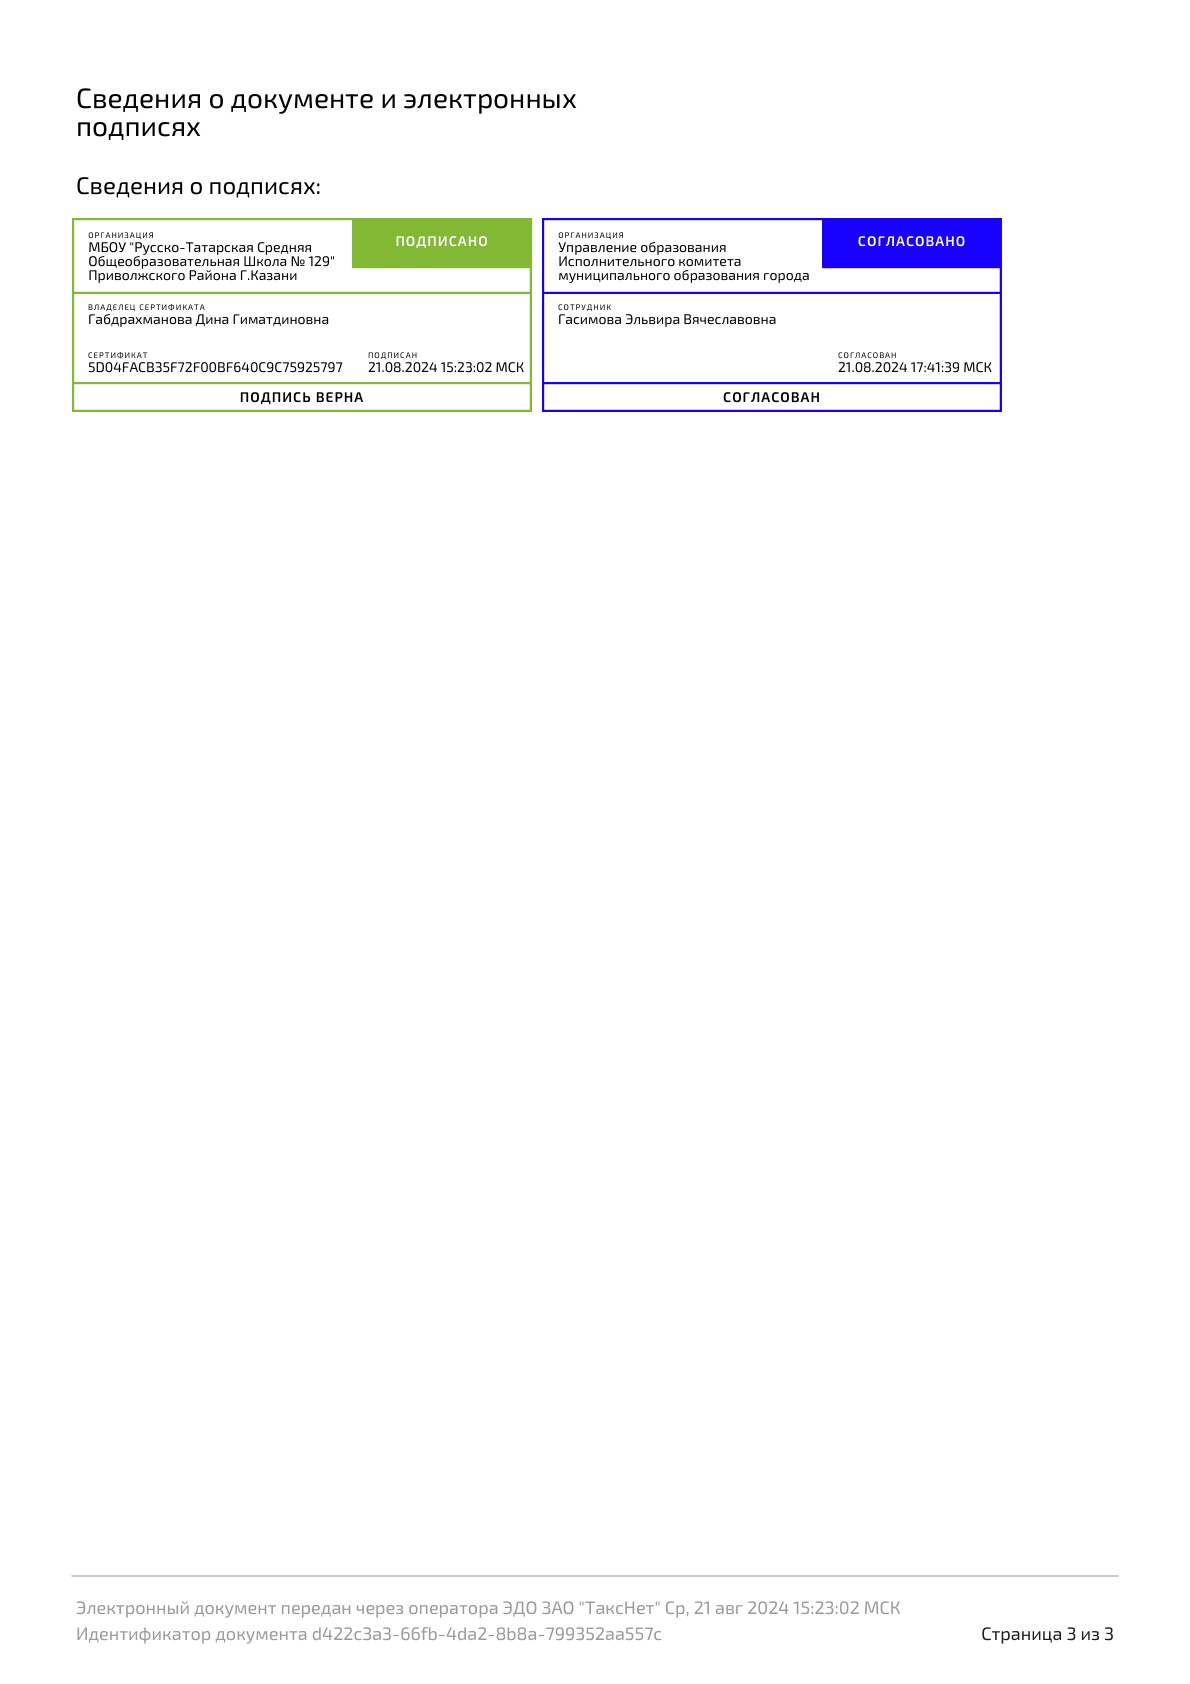 Сведения о документе и электронных
подписях
Сведения о подписях:
ОРГАНИЗАЦИЯ
МБОУ "Русско-Татарская Средняя
Общеобразовательная Школа № 129"
Приволжского Района Г.Казани
ПОДПИСАНО
ВЛАДЕЛЕЦ СЕРТИФИКАТА
Габдрахманова Дина Гиматдиновна
СЕРТИФИКАТ
5D04FACB35F72F00BF640C9C75925797
ПОДПИСАН
21.08.2024 15:23:02 МСК
ПОДПИСЬ ВЕРНА
ОРГАНИЗАЦИЯ
Управление образования
Исполнительного комитета
муниципального образования города
СОГЛАСОВАНО
СОТРУДНИК
Гасимова Эльвира Вячеславовна
СОГЛАСОВАН
21.08.2024 17:41:39 МСК
СОГЛАСОВАН
Электронный документ передан через оператора ЭДО ЗАО "ТаксНет" Ср, 21 авг 2024 15:23:02 МСК
Идентификатор документа d422c3a3-66fb-4da2-8b8a-799352aa557c
Страница 3 из 3